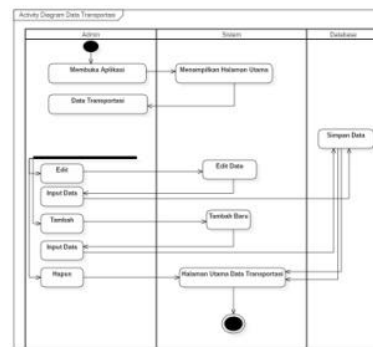 Activity Diagram Data Transportasi
Admin
Sistem
Database
Membuka Aplikasi
Menampilkan Halaman Utama
Data Transportasi
Simpan Data
Edit
Edit Data
Input Data
Tambah
Tambah Baru
Input Data
Hapus
Halaman Utama Data Transportasi